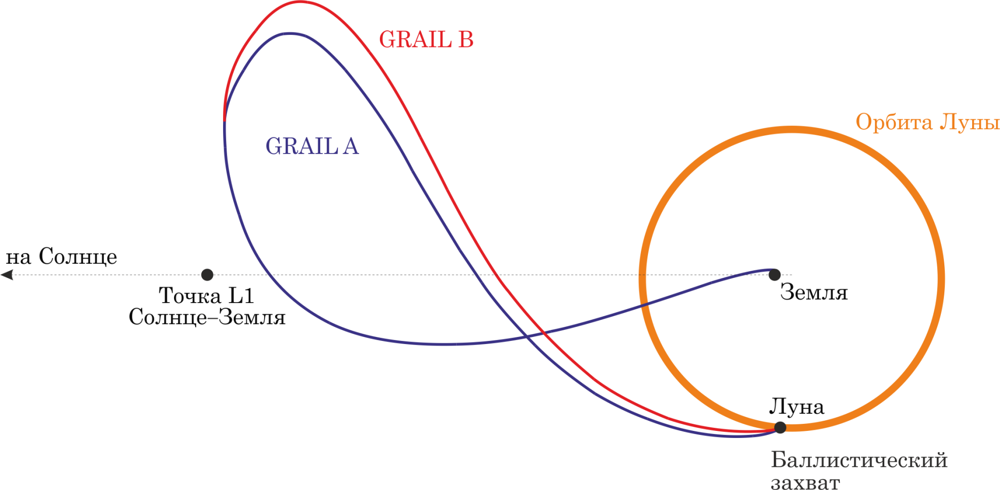 GRAIL B
Орбита Луны
GRAIL A
на Солнце
Точка L1
Солнце–Земля
Земля
Луна
Баллистический
захват